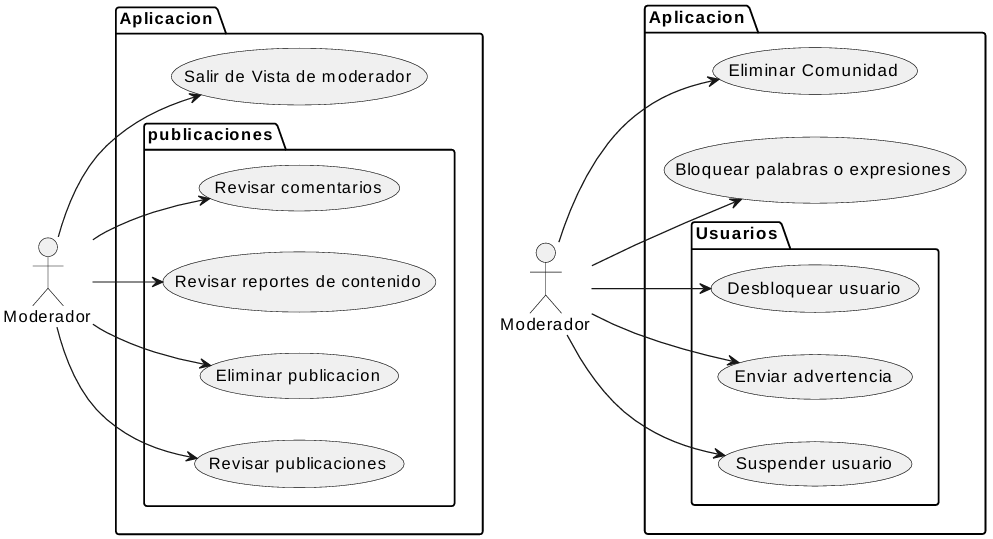 Aplicacion
Salir de Vista de moderador
publicaciones
Revisar comentarios
Revisar reportes de contenido
Moderador
Eliminar publicacion
Revisar publicaciones
Aplicacion
Eliminar Comunidad
Bloquear palabras o expresiones
Usuarios
Desbloquear usuario
Moderador
Enviar advertencia
Suspender usuario